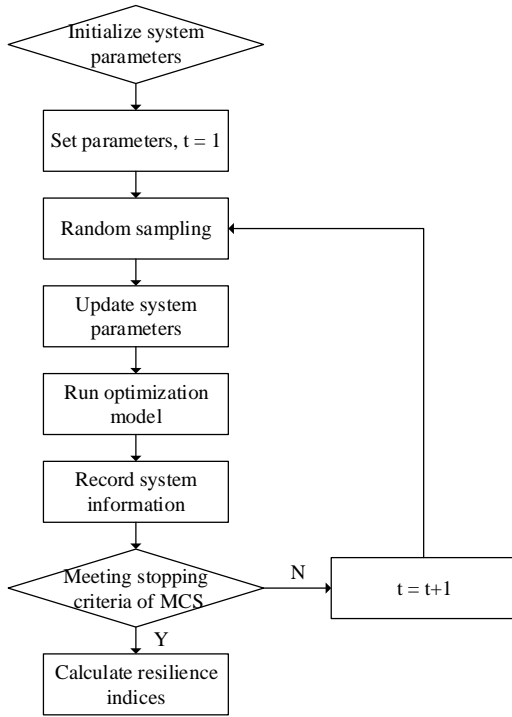 Initialize system
parameters
Set parameters, t = 1
Random sampling
Update system
parameters
Run optimization
model
Record system
information
Meeting stopping
criteria of MCS
N
t = t+1
Y
Calculate resilience
indices